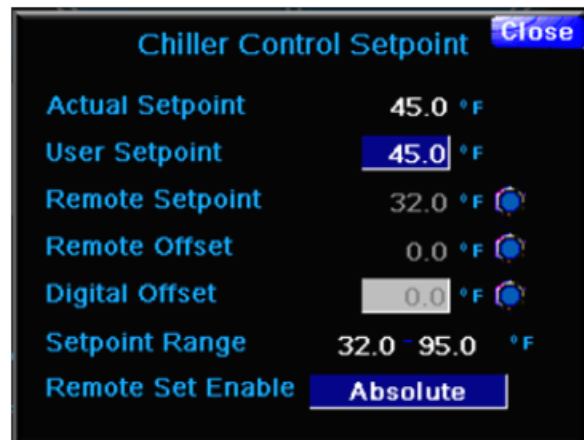 Chiller Control Setpoint Close
Actual Setpoint 45.0 °F
User Setpoint 45.0 °F
Remote Setpoint 32.0 °F
Remote Offset 0.0 °F
Digital Offset 0.0 °F
Setpoint Range 32.0 - 95.0 °F
Remote Set Enable Absolute